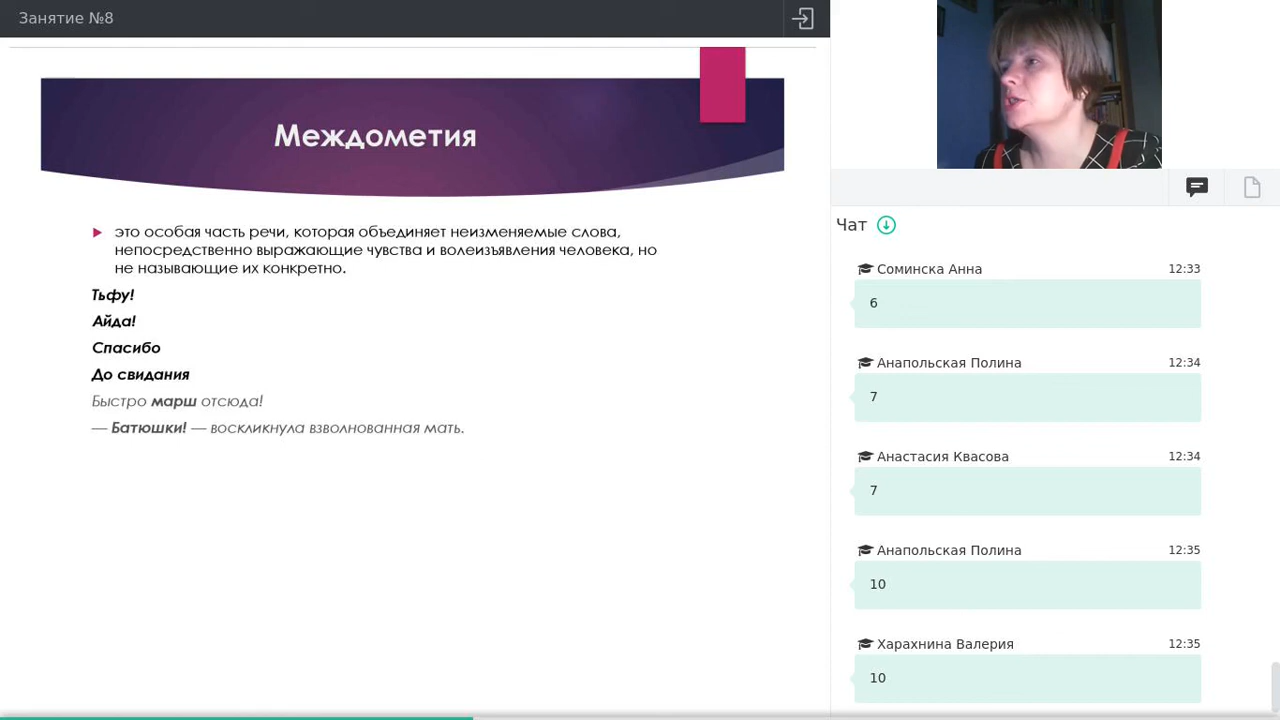 Занятие №8
Междометия
это особая часть речи, которая объединяет неизменяемые слова,
непосредственно выражающие чувства и волеизъявления человека, но
не называющие их конкретно.
Тьфу!
Айда!
Спасибо
До свидания
Быстро марш отсюда!
— Батюшки! — воскликнула взволнованная мать.
Чат
Соминска Анна 12:33
6
Анапольская Полина 12:34
7
Анастасия Квасова 12:34
7
Анапольская Полина 12:35
10
Харахнина Валерия 12:35
10